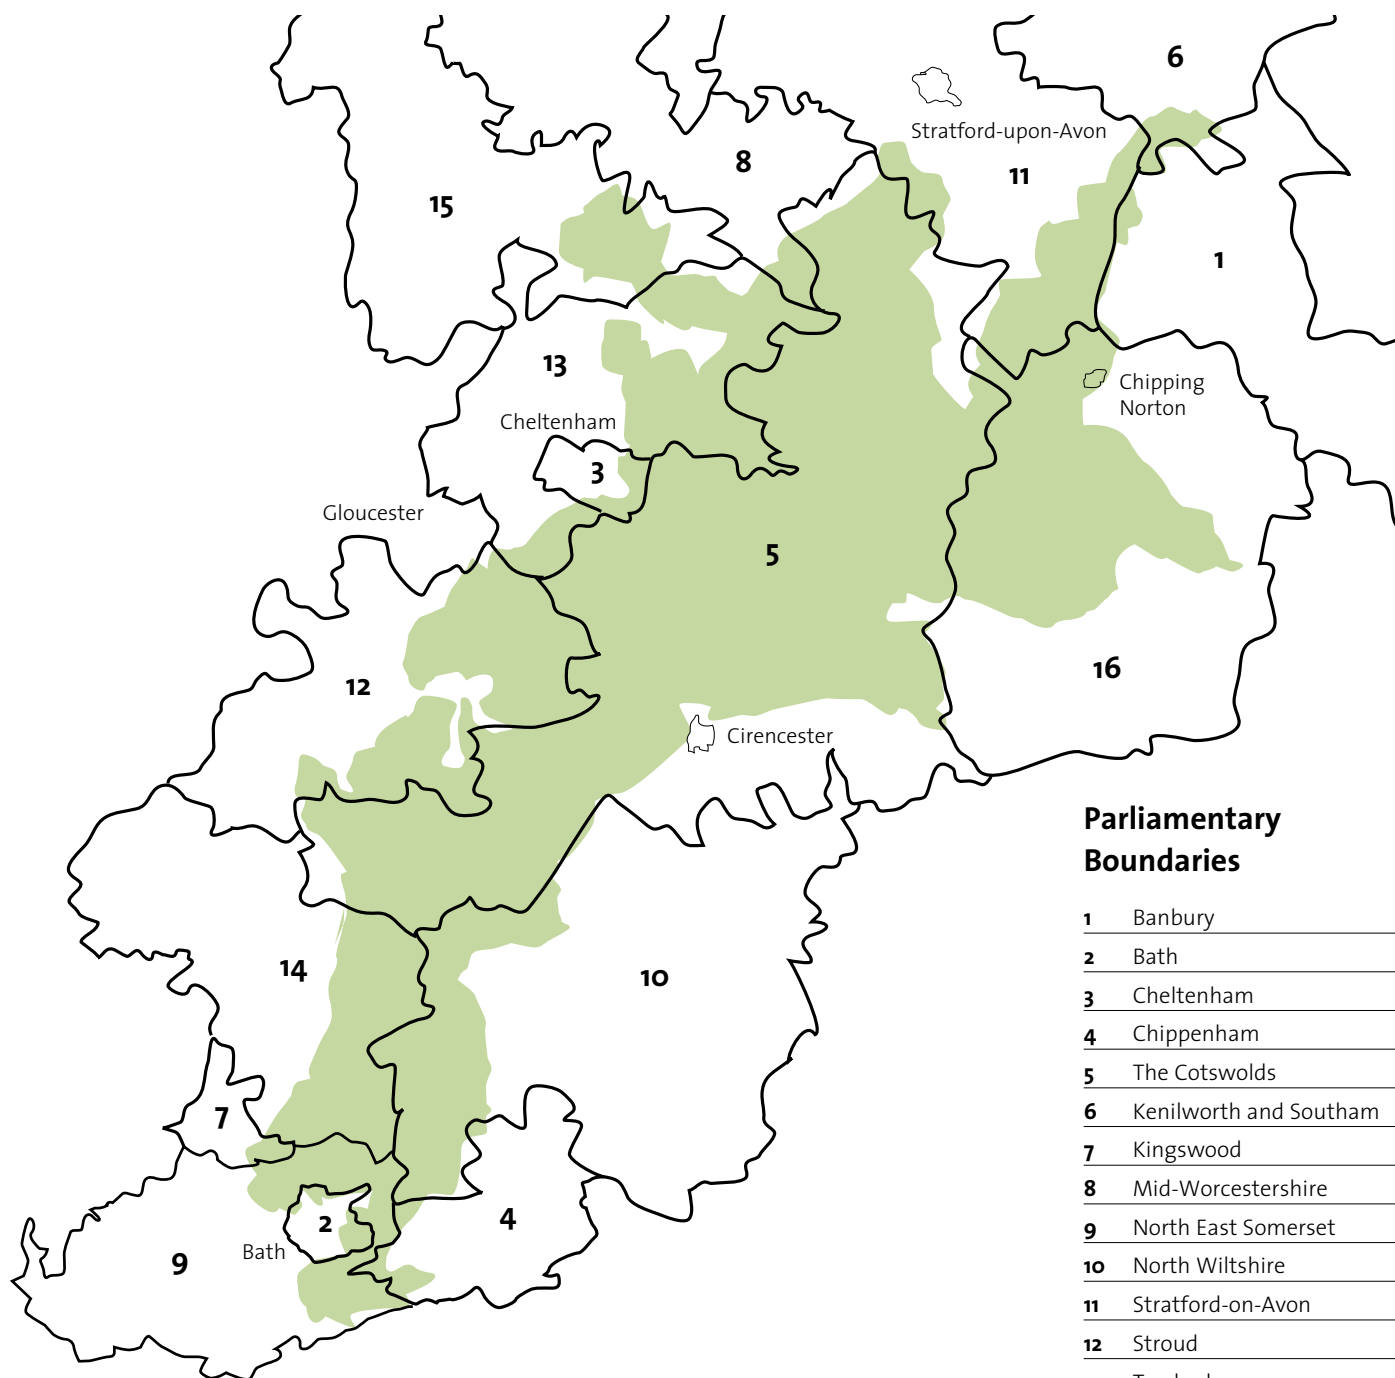 6
Stratford-upon-Avon
8
11
15
1
13
Chipping
Norton
Cheltenham
3
Gloucester
5
16
12
Cirencester
14
10
7
2
4
Bath
9
Parliamentary
Boundaries
1 Banbury
2 Bath
3 Cheltenham
4 Chippenham
5 The Cotswolds
6 Kenilworth and Southam
7 Kingswood
8 Mid-Worcestershire
9 North East Somerset
10 North Wiltshire
11 Stratford-on-Avon
12 Stroud